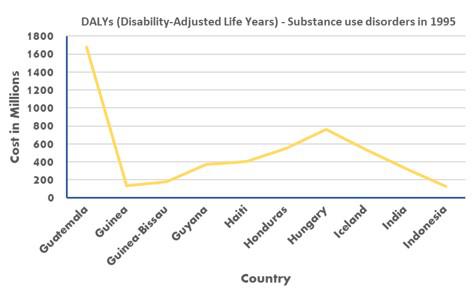 DALYs (Disability-Adjusted Life Years) - Substance use disorders in 1995
1800
1600
1400
1200
1000
800
600
400
200
0
Cost in Millions
Guatemala
Guinea
Guinea-Bissau
Guyana
Haiti
Honduras
Hungary
Iceland
India
Indonesia
Country